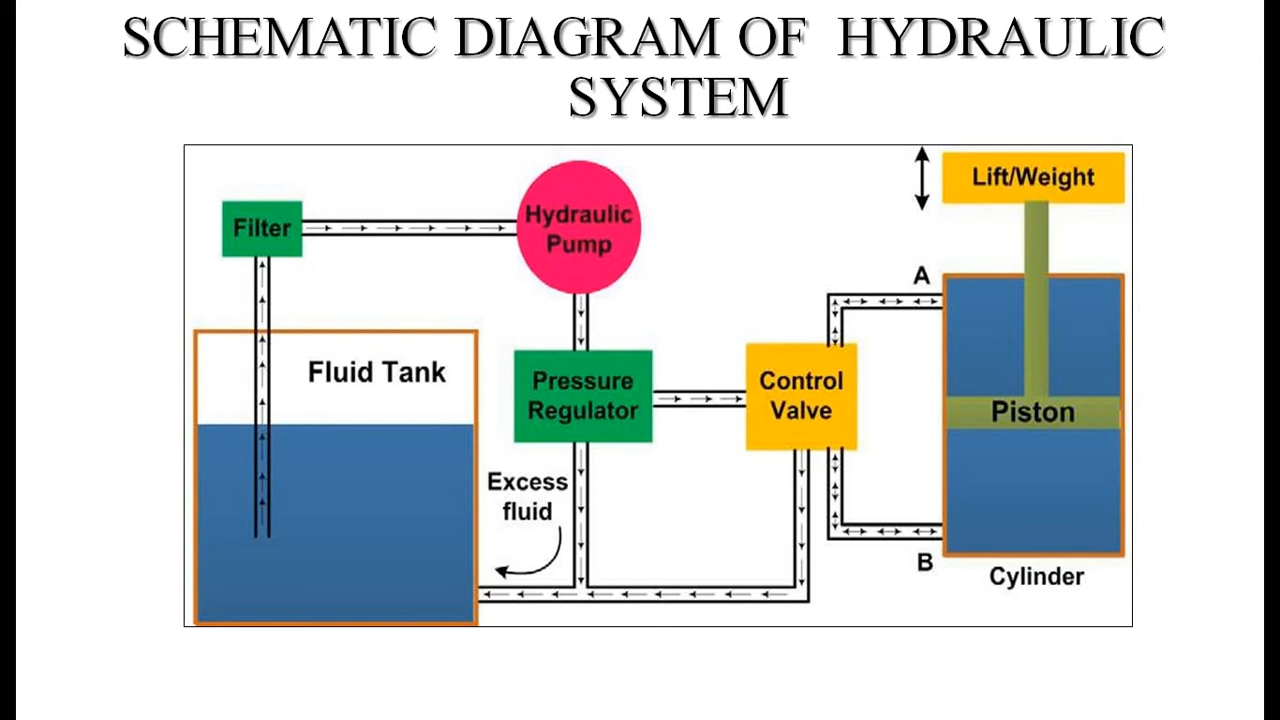 SCHEMATIC DIAGRAM OF HYDRAULIC
SYSTEM
Lift/Weight
Filter
Hydraulic
Pump
A
Fluid Tank
Pressure
Regulator
Control
Valve
Piston
Excess
fluid
B
Cylinder